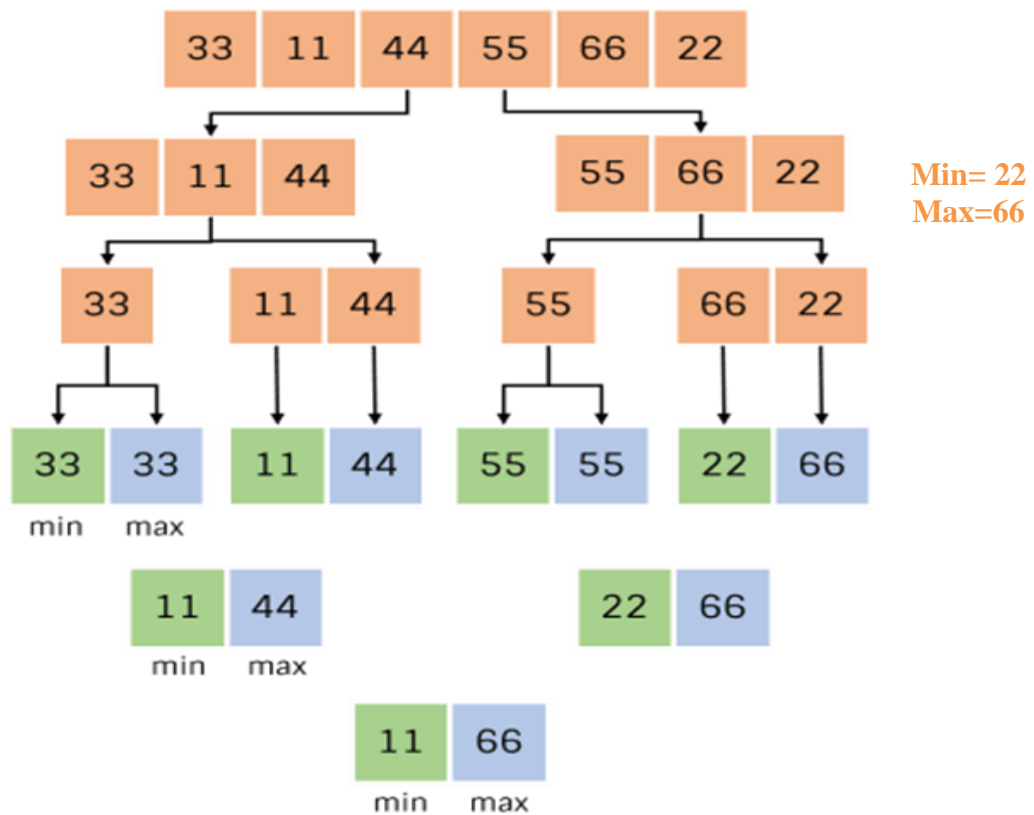 33 11 44 55 66 22
33 11 44 55 66 22
Min= 22
Max=66
33 11 44 55 66 22
33 33 11 44 55 55 22 66
min max
11 44 22 66
min max
11 66
min max